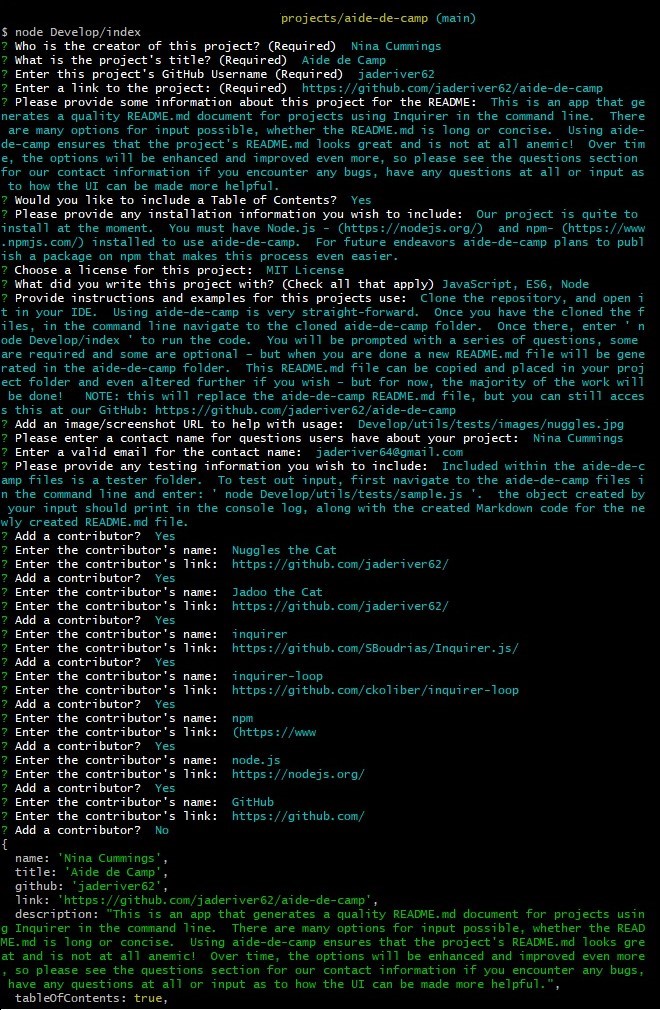 projects/aide-de-camp (main)
$ node Develop/index
? Who is the creator of this project? (Required)  Nina Cummings
? What is the project's title? (Required)  Aide de Camp
? Enter this project's GitHub Username (Required)  jaderiver62
? Enter a link to the project: (Required)  https://github.com/jaderiver62/aide-de-camp
? Please provide some information about this project for the README:  This is an app that ge
nerates a quality README.md document for projects using Inquirer in the command line.  There
 are many options for input possible, whether the README.md is long or concise.  Using aide-
de-camp ensures that the project's README.md looks great and is not at all anemic!  Over tim
e, the options will be enhanced and improved even more, so please see the questions section
for our contact information if you encounter any bugs, have any questions at all or input as
 to how the UI can be made more helpful.
? Would you like to include a Table of Contents?  Yes
? Please provide any installation information you wish to include:  Our project is quite to
install at the moment.  You must have Node.js - (https://nodejs.org/)  and npm- (https://www
.npmjs.com/) installed to use aide-de-camp.  For future endeavors aide-de-camp plans to publ
ish a package on npm that makes this process even easier.
? Choose a license for this project:  MIT License
? What did you write this project with? (Check all that apply) JavaScript, ES6, Node
? Provide instructions and examples for this projects use:  Clone the repository, and open i
t in your IDE.  Using aide-de-camp is very straight-forward.  Once you have the cloned the f
iles, in the command line navigate to the cloned aide-de-camp folder.  Once there, enter ' n
ode Develop/index ' to run the code.  You will be prompted with a series of questions, some
are required and some are optional - but when you are done a new README.md file will be gene
rated in the aide-de-camp folder.  This README.md file can be copied and placed in your proj
ect folder and even altered further if you wish - but for now, the majority of the work will
 be done!   NOTE: this will replace the aide-de-camp README.md file, but you can still acces
s this at our GitHub: https://github.com/jaderiver62/aide-de-camp
? Add an image/screenshot URL to help with usage:  Develop/utils/tests/images/nuggles.jpg
? Please enter a contact name for questions users have about your project:  Nina Cummings
? Enter a valid email for the contact name:  jaderiver64@gmail.com
? Please provide any testing information you wish to include:  Included within the aide-de-c
amp files is a tester folder.  To test out input, first navigate to the aide-de-camp files i
n the command line and enter: ' node Develop/utils/tests/sample.js '.  the object created by
 your input should print in the console log, along with the created Markdown code for the ne
wly created README.md file.
? Add a contributor?  Yes
? Enter the contributor's name:  Nuggles the Cat
? Enter the contributor's link:  https://github.com/jaderiver62/
? Add a contributor?  Yes
? Enter the contributor's name:  Jadoo the Cat
? Enter the contributor's link:  https://github.com/jaderiver62/
? Add a contributor?  Yes
? Enter the contributor's name:  inquirer
? Enter the contributor's link:  https://github.com/SBoudrias/Inquirer.js/
? Add a contributor?  Yes
? Enter the contributor's name:  inquirer-loop
? Enter the contributor's link:  https://github.com/ckoliber/inquirer-loop
? Add a contributor?  Yes
? Enter the contributor's name:  npm
? Enter the contributor's link:  (https://www
? Add a contributor?  Yes
? Enter the contributor's name:  node.js
? Enter the contributor's link:  https://nodejs.org/
? Add a contributor?  Yes
? Enter the contributor's name:  GitHub
? Enter the contributor's link:  https://github.com/
? Add a contributor?  No
{
  name: 'Nina Cummings',
  title: 'Aide de Camp',
  github: 'jaderiver62',
  link: 'https://github.com/jaderiver62/aide-de-camp',
  description: "This is an app that generates a quality README.md document for projects usin
g Inquirer in the command line.  There are many options for input possible, whether the READ
ME.md is long or concise.  Using aide-de-camp ensures that the project's README.md looks gre
at and is not at all anemic!  Over time, the options will be enhanced and improved even more
, so please see the questions section for our contact information if you encounter any bugs,
 have any questions at all or input as to how the UI can be made more helpful.",
  tableOfContents: true,